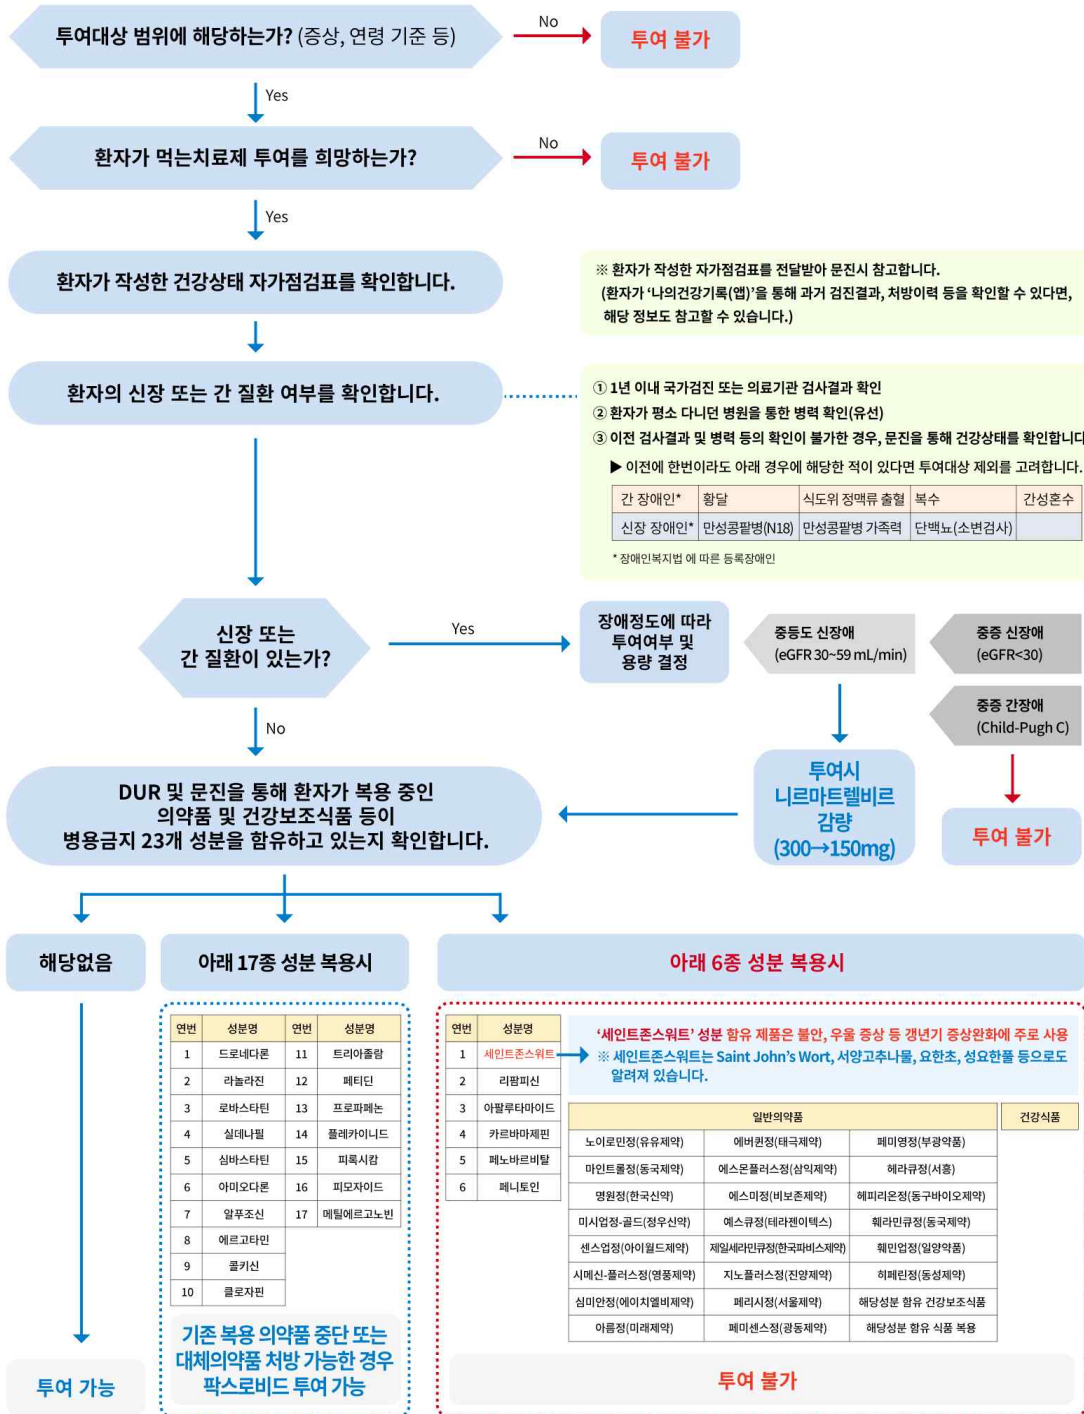 투여대상 범위에 해당하는가? (증상, 연령 기준 등)
No
투여 불가
Yes
환자가 먹는치료제 투여를 희망하는가?
No
투여 불가
Yes
환자가 작성한 건강상태 자가점검표를 확인합니다.
※ 환자가 작성한 자가점검표를 전달받아 문진시 참고합니다.
(환자가 ‘나의건강기록(앱)’을 통해 과거 검진결과, 처방이력 등을 확인할 수 있다면,
해당 정보도 참고할 수 있습니다.)
환자의 신장 또는 간 질환 여부를 확인합니다.
① 1년 이내 국가검진 또는 의료기관 검사결과 확인
② 환자가 평소 다니던 병원을 통한 병력 확인(유선)
③ 이전 검사결과 및 병력 등의 확인이 불가한 경우, 문진을 통해 건강상태를 확인합니다
▶ 이전에 한번이라도 아래 경우에 해당한 적이 있다면 투여대상 제외를 고려합니다.
간 장애인* 황달 식도위 정맥류 출혈 복수 간성혼수
신장 장애인* 만성콩팥병(N18) 만성콩팥병 가족력 단백뇨(소변검사)
* 장애인복지법 에 따른 등록장애인
신장 또는
간 질환이 있는가?
Yes
장애정도에 따라
투여여부 및
용량 결정
중등도 신장애
(eGFR 30~59 mL/min)
중증 신장애
(eGFR<30)
중증 간장애
(Child-Pugh C)
No
DUR 및 문진을 통해 환자가 복용 중인
의약품 및 건강보조식품 등이
병용금지 23개 성분을 함유하고 있는지 확인합니다.
투여시
니르마트렐비르
감량
(300→150mg)
투여 불가
해당없음
아래 17종 성분 복용시
아래 6종 성분 복용시
연번 성분명 연번 성분명
1 드로네다론 11 트리아졸람
2 라놀라진 12 페티딘
3 로바스타틴 13 프로파페논
4 실데나필 14 플레카이니드
5 심바스타틴 15 피록시캄
6 아미오다론 16 피모자이드
7 알푸조신 17 메틸에르고노빈
8 에르고타민
9 콜키신
10 클로자핀
기존 복용 의약품 중단 또는
대체의약품 처방 가능한 경우
팍스로비드 투여 가능
투여 가능
연번 성분명
1 세인트존스워트
2 리팜피신
3 아팔루타마이드
4 카르바마제핀
5 페노바르비탈
6 페니토인
‘세인트존스워트’ 성분 함유 제품은 불안, 우울 증상 등 갱년기 증상완화에 주로 사용
※ 세인트존스워트는 Saint John’s Wort, 서양고추나물, 요한초, 성요한풀 등으로도
알려져 있습니다.
일반의약품 건강식품
노이로민정(유유제약) 에버퀸정(태극제약) 페미영정(부광약품)
마인트롤정(동국제약) 에스몬플러스정(삼익제약) 헤라큐정(서흥)
명원정(한국신약) 에스미정(비보존제약) 헤피리온정(동구바이오제약)
미시업정-골드(정우신약) 예스큐정(테라젠이텍스) 훼라민큐정(동국제약)
센스업정(아이월드제약) 제일세라민큐정(한국파비스제약) 훼민업정(일양약품)
시메신-플러스정(영풍제약) 지노플러스정(진양제약) 히페린정(동성제약)
심미안정(에이치엘비제약) 페리시정(서울제약) 해당성분 함유 건강보조식품
아름정(미래제약) 페미센스정(광동제약) 해당성분 함유 식품 복용
투여 불가